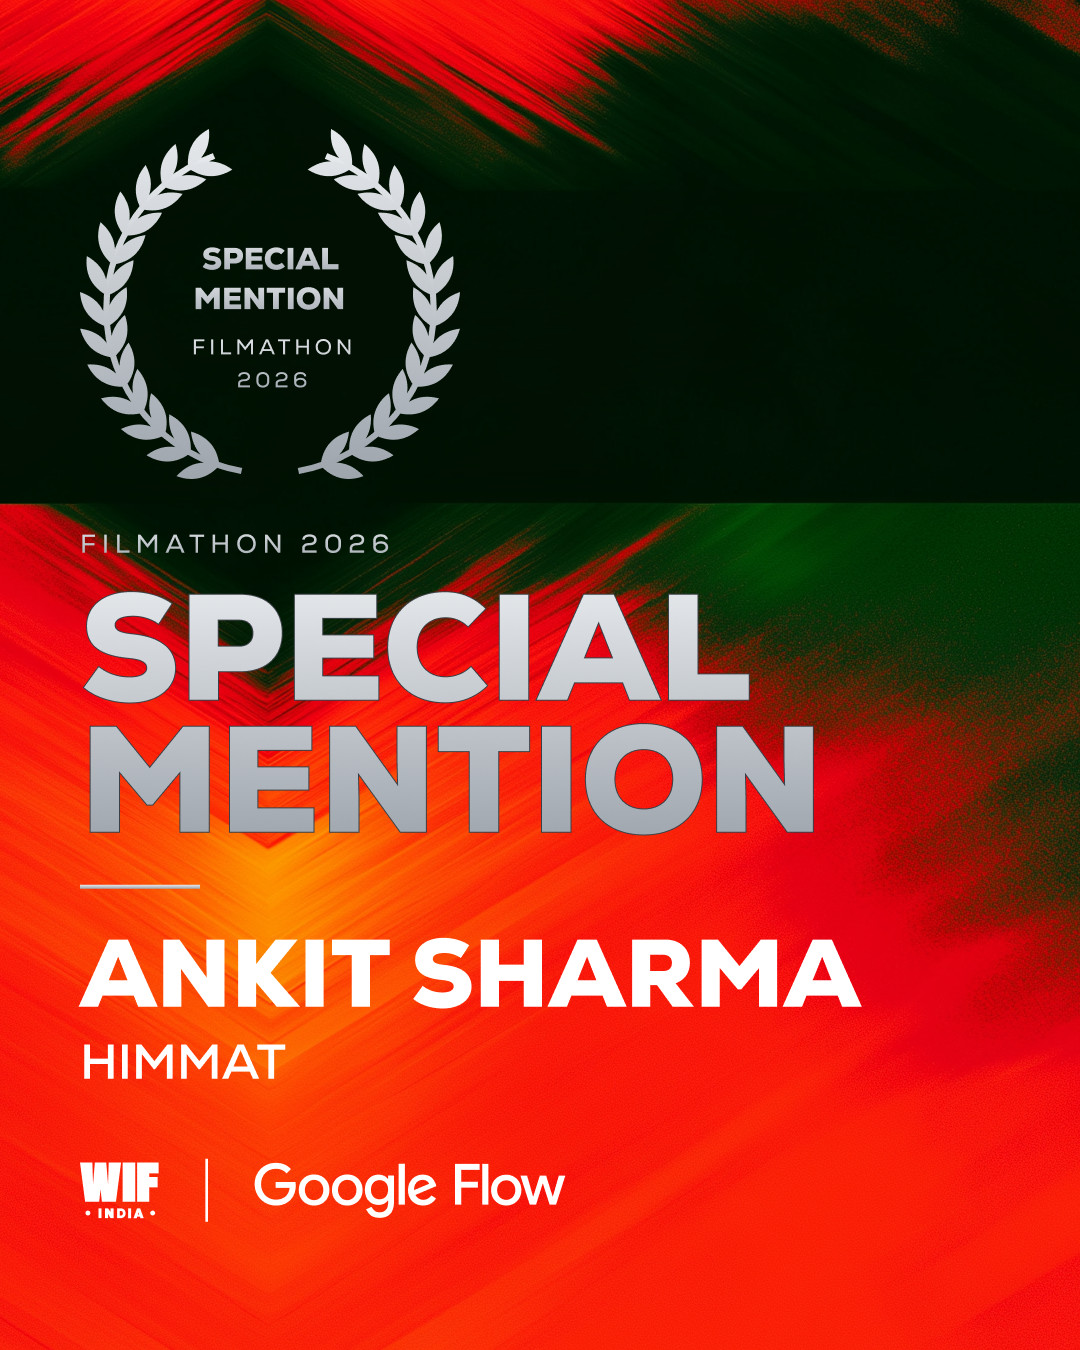 SPECIAL
MENTION
FILMATHON
2026
FILMATHON 2026
SPECIAL
MENTION
ANKIT SHARMA
HIMMAT
WIF
• INDIA •
Google Flow